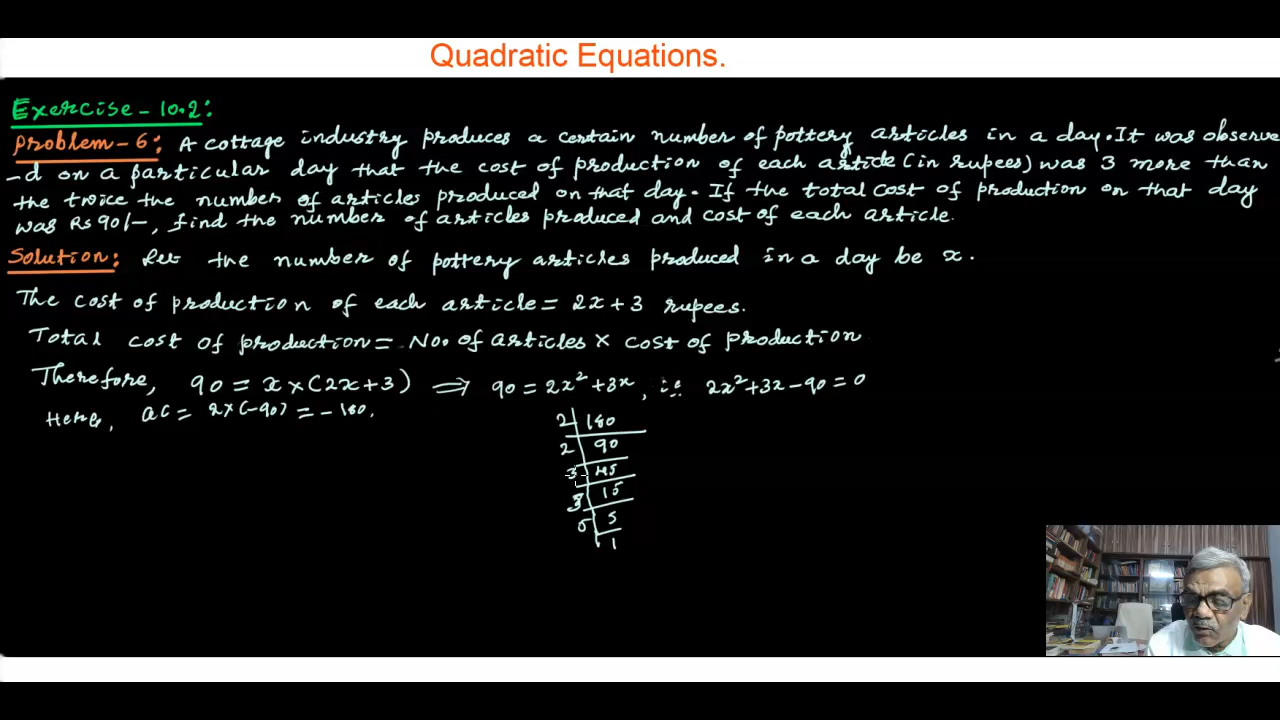 Quadratic Equations.
Exercise-10.2:
Problem-6: A cottage industry produces a certain number of pottery articles in a day. It was observe
-d on a particular day that the cost of production of each article (in rupees) was 3 more than
the twice the number of articles produced on that day. If the total cost of production on that day
was Rs 90/-, find the number of articles produced and cost of each article.
Solution: Let the number of pottery articles produced in a day be x.
The cost of production of each article = 2x+3 rupees.
Total cost of production = No. of articles × cost of production
Therefore, 90 = x×(2x+3) ⟹ 90 = 2x²+3x, i.e. 2x²+3x-90=0
Here, ac = 2×(-90) = -180.
2 | 180
2 | 90
3 | 45
3 | 15
5 | 5
1